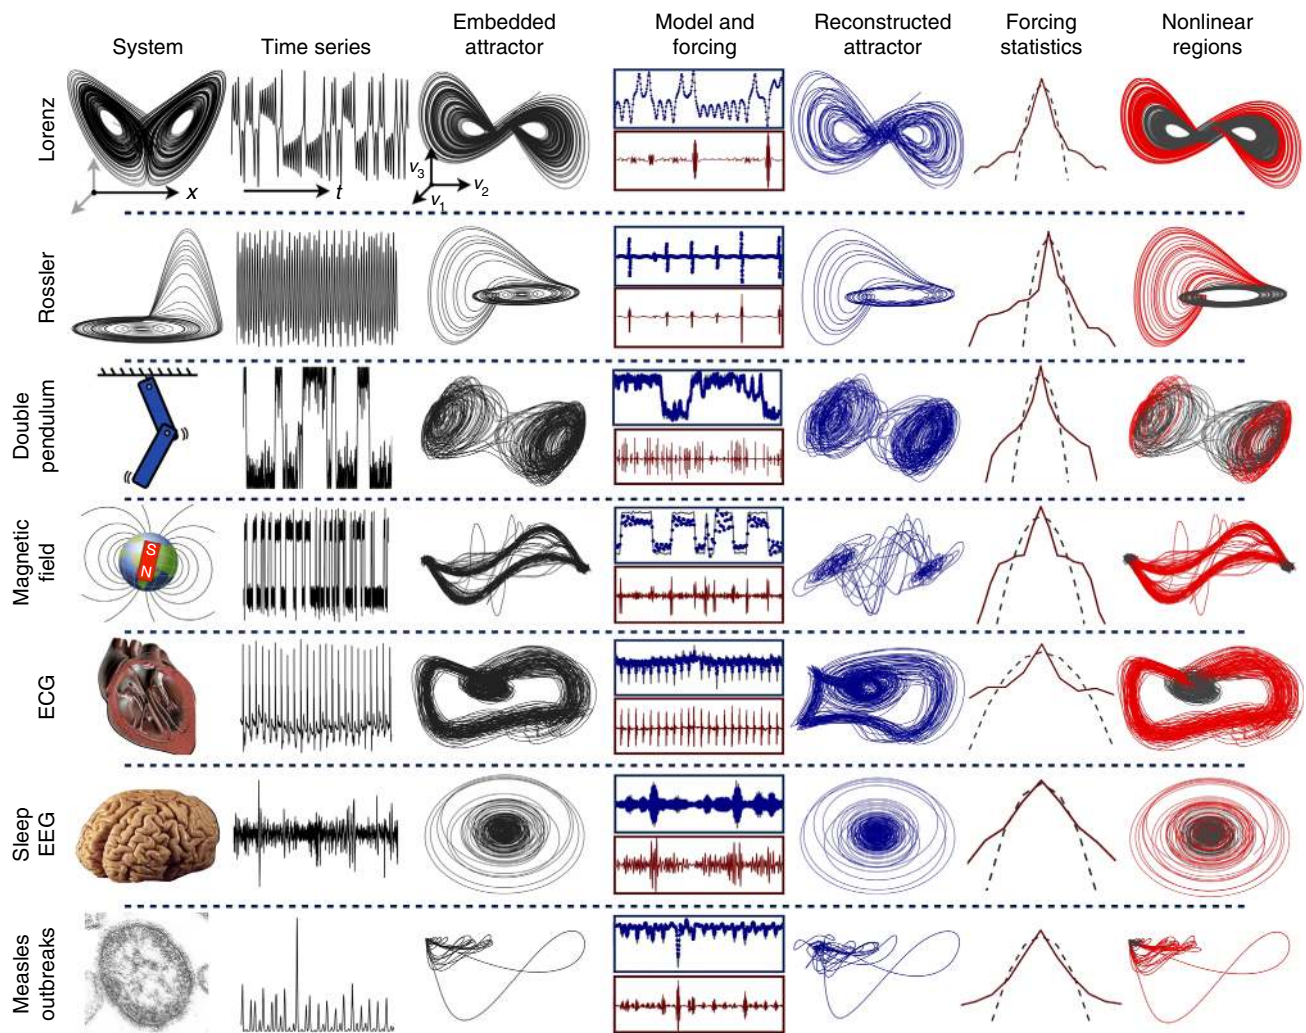 System
Time series
Embedded
attractor
Model and
forcing
Reconstructed
attractor
Forcing
statistics
Nonlinear
regions
Lorenz
x
t
v3
v2
v1
Rossler
Double
pendulum
Magnetic
field
S
N
ECG
Sleep
EEG
Measles
outbreaks